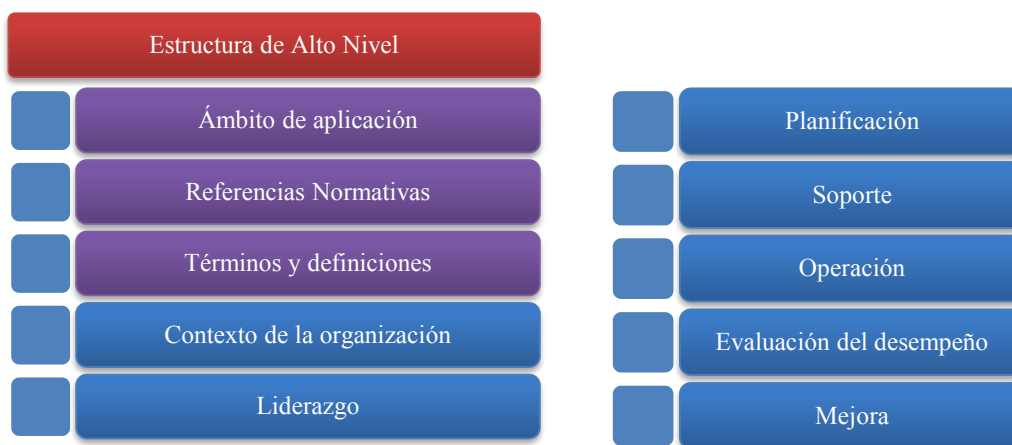 Estructura de Alto Nivel
Ámbito de aplicación
Referencias Normativas
Términos y definiciones
Contexto de la organización
Liderazgo
Planificación
Soporte
Operación
Evaluación del desempeño
Mejora